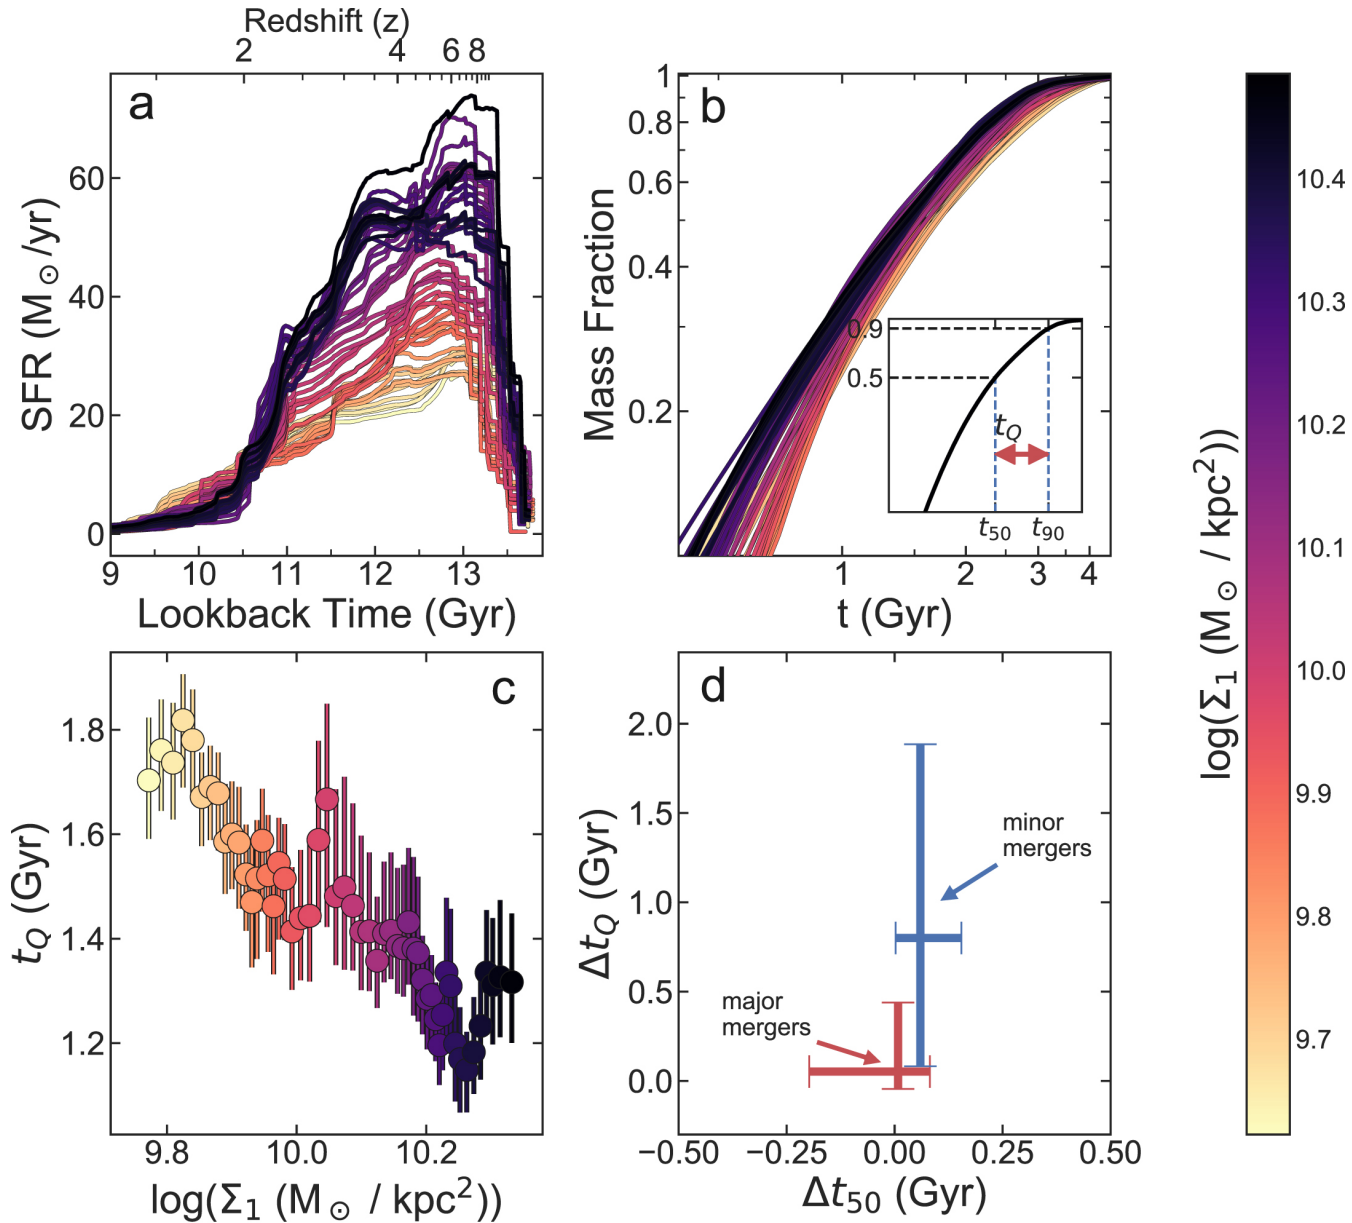 Redshift (z)
2 4 6 8
a
SFR (M⊙/yr)
60
40
20
0
9 10 11 12 13
Lookback Time (Gyr)
b
Mass Fraction
1
0.8
0.6
0.4
0.2
0.9
0.5
tQ
t50 t90
1 2 3 4
t (Gyr)
c
tQ (Gyr)
1.8
1.6
1.4
1.2
9.8 10.0 10.2
log(Σ1 (M⊙ / kpc²))
d
ΔtQ (Gyr)
2.0
1.5
1.0
0.5
0.0
minor
mergers
major
mergers
−0.50 −0.25 0.00 0.25 0.50
Δt50 (Gyr)
log(Σ1 (M⊙ / kpc²)
10.4
10.3
10.2
10.1
10.0
9.9
9.8
9.7